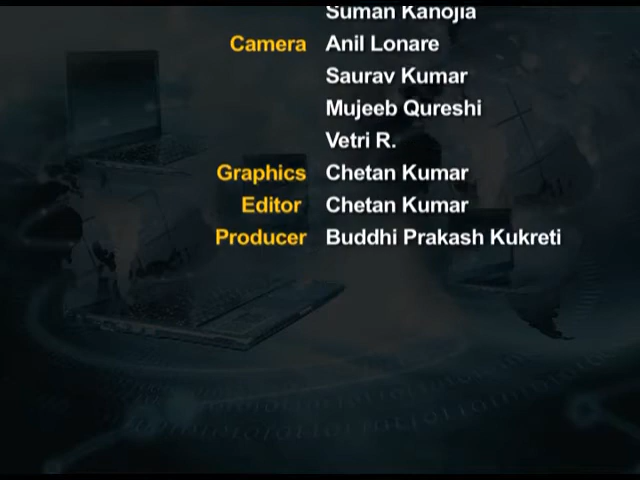 Suman Kanojia
Camera Anil Lonare
Saurav Kumar
Mujeeb Qureshi
Vetri R.
Graphics Chetan Kumar
Editor Chetan Kumar
Producer Buddhi Prakash Kukreti